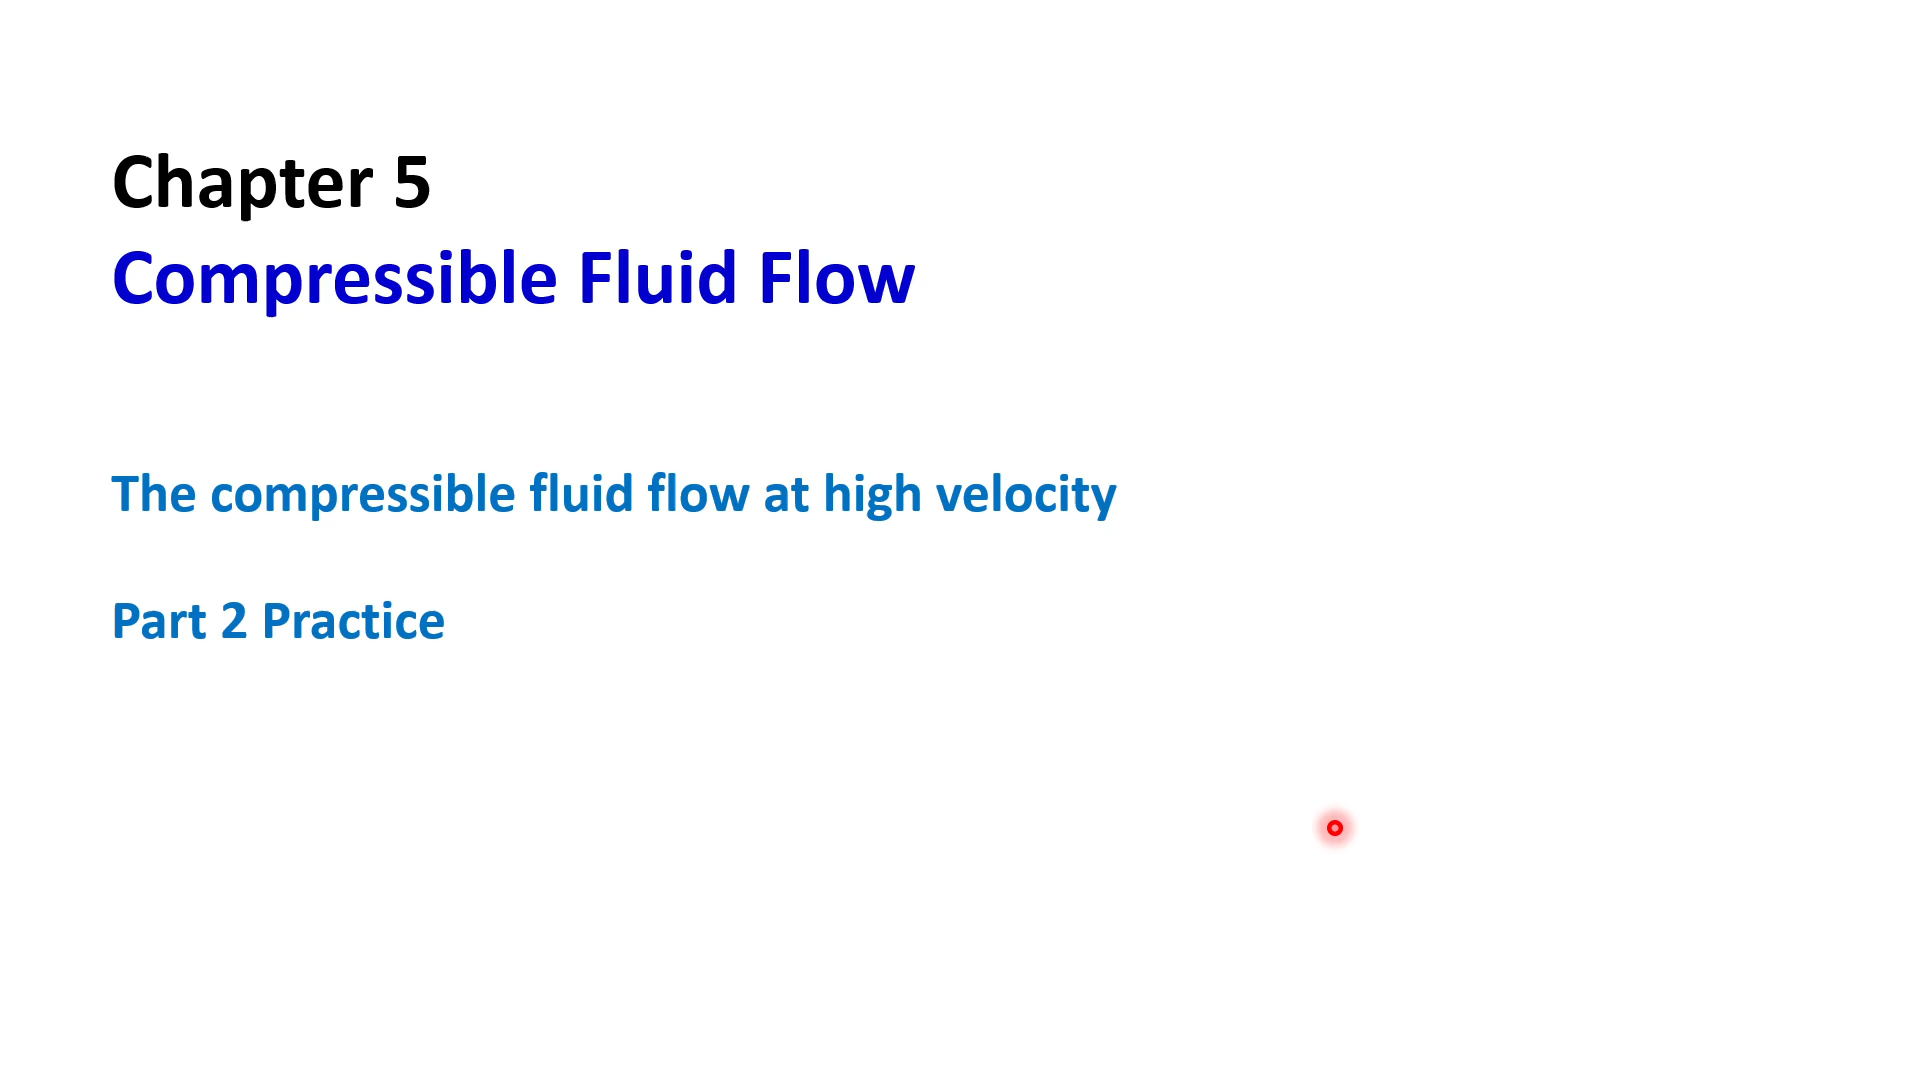 Chapter 5
Compressible Fluid Flow
The compressible fluid flow at high velocity
Part 2 Practice